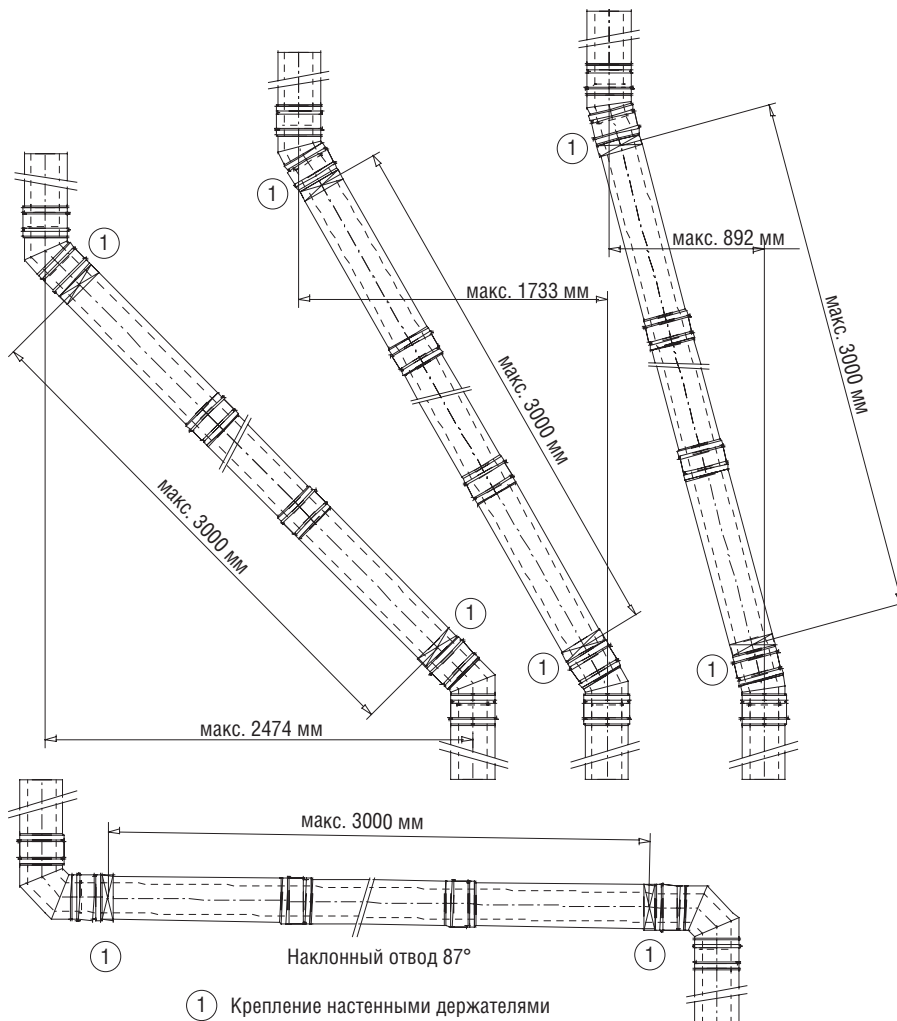 1
макс. 892 мм
1
1
макс. 1733 мм
макс. 3000 мм
макс. 3000 мм
макс. 3000 мм
1
1
1
макс. 2474 мм
макс. 3000 мм
1
Наклонный отвод 87°
1
1 Крепление настенными держателями